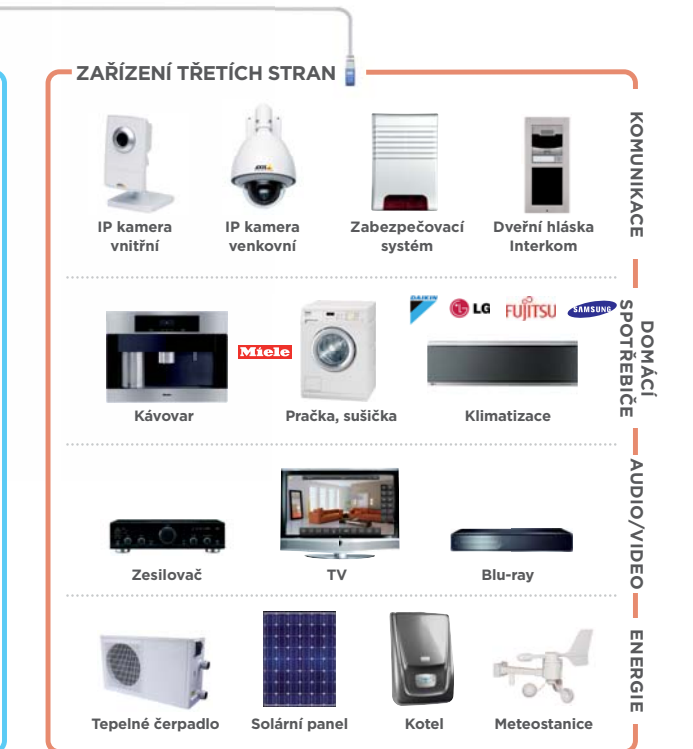 ZAŘÍZENÍ TŘETÍCH STRAN
KOMUNIKACE
AXIS
IP kamera
vnitřní
IP kamera
venkovní
Zabezpečovací
systém
Dveřní hláska
Interkom
DOMÁCÍ
SPOTŘEBIČE
Miele
DAIKIN
LG
FUJITSU
SAMSUNG
Kávovar
Pračka, sušička
Klimatizace
AUDIO/VIDEO
Zesilovač
TV
Blu-ray
ENERGIE
Tepelné čerpadlo
Solární panel
Kotel
Meteostanice